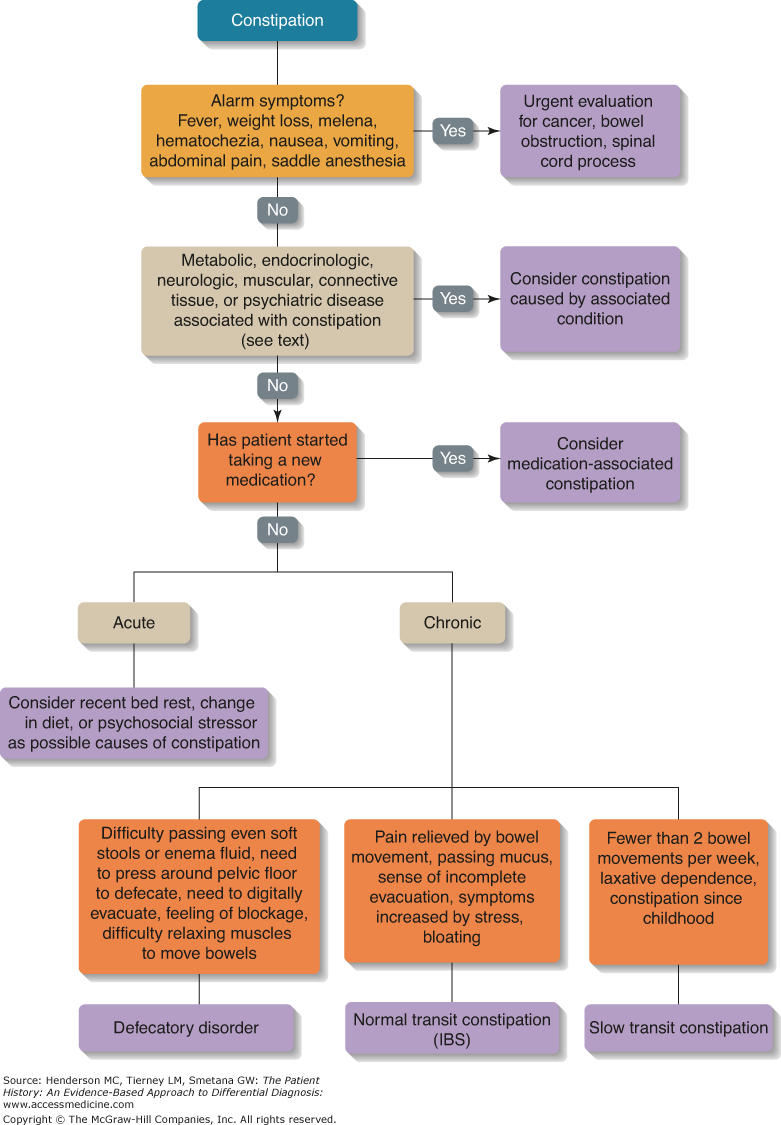 Constipation
Alarm symptoms?
Fever, weight loss, melena,
hematochezia, nausea, vomiting,
abdominal pain, saddle anesthesia
Yes
Urgent evaluation
for cancer, bowel
obstruction, spinal
cord process
No
Metabolic, endocrinologic,
neurologic, muscular, connective
tissue, or psychiatric disease
associated with constipation
(see text)
Yes
Consider constipation
caused by associated
condition
No
Has patient started
taking a new
medication?
Yes
Consider
medication-associated
constipation
No
Acute
Chronic
Consider recent bed rest, change
in diet, or psychosocial stressor
as possible causes of constipation
Difficulty passing even soft
stools or enema fluid, need
to press around pelvic floor
to defecate, need to digitally
evacuate, feeling of blockage,
difficulty relaxing muscles
to move bowels
Pain relieved by bowel
movement, passing mucus,
sense of incomplete
evacuation, symptoms
increased by stress,
bloating
Fewer than 2 bowel
movements per week,
laxative dependence,
constipation since
childhood
Defecatory disorder
Normal transit constipation
(IBS)
Slow transit constipation
Source: Henderson MC, Tierney LM, Smetana GW: The Patient
History: An Evidence-Based Approach to Differential Diagnosis:
www.accessmedicine.com
Copyright © The McGraw-Hill Companies, Inc. All rights reserved.